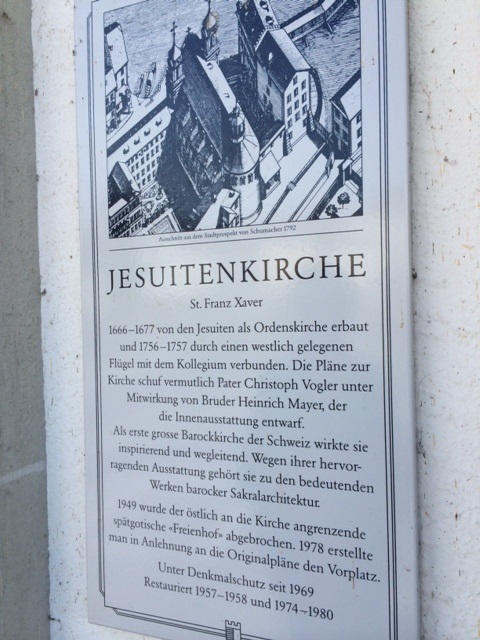 Ausschnitt aus dem Stadtprospekt von Schumacher 1792
JESUITENKIRCHE
St. Franz Xaver
1666–1677 von den Jesuiten als Ordenskirche erbaut
und 1756–1757 durch einen westlich gelegenen
Flügel mit dem Kollegium verbunden. Die Pläne zur
Kirche schuf vermutlich Pater Christoph Vogler unter
Mitwirkung von Bruder Heinrich Mayer, der
die Innenausstattung entwarf.
Als erste grosse Barockkirche der Schweiz wirkte sie
inspirierend und wegleitend. Wegen ihrer hervor-
ragenden Ausstattung gehört sie zu den bedeutenden
Werken barocker Sakralarchitektur.
1949 wurde der östlich an die Kirche angrenzende
spätgotische «Freienhof» abgebrochen. 1978 erstellte
man in Anlehnung an die Originalpläne den Vorplatz.
Unter Denkmalschutz seit 1969
Restauriert 1957–1958 und 1974–1980